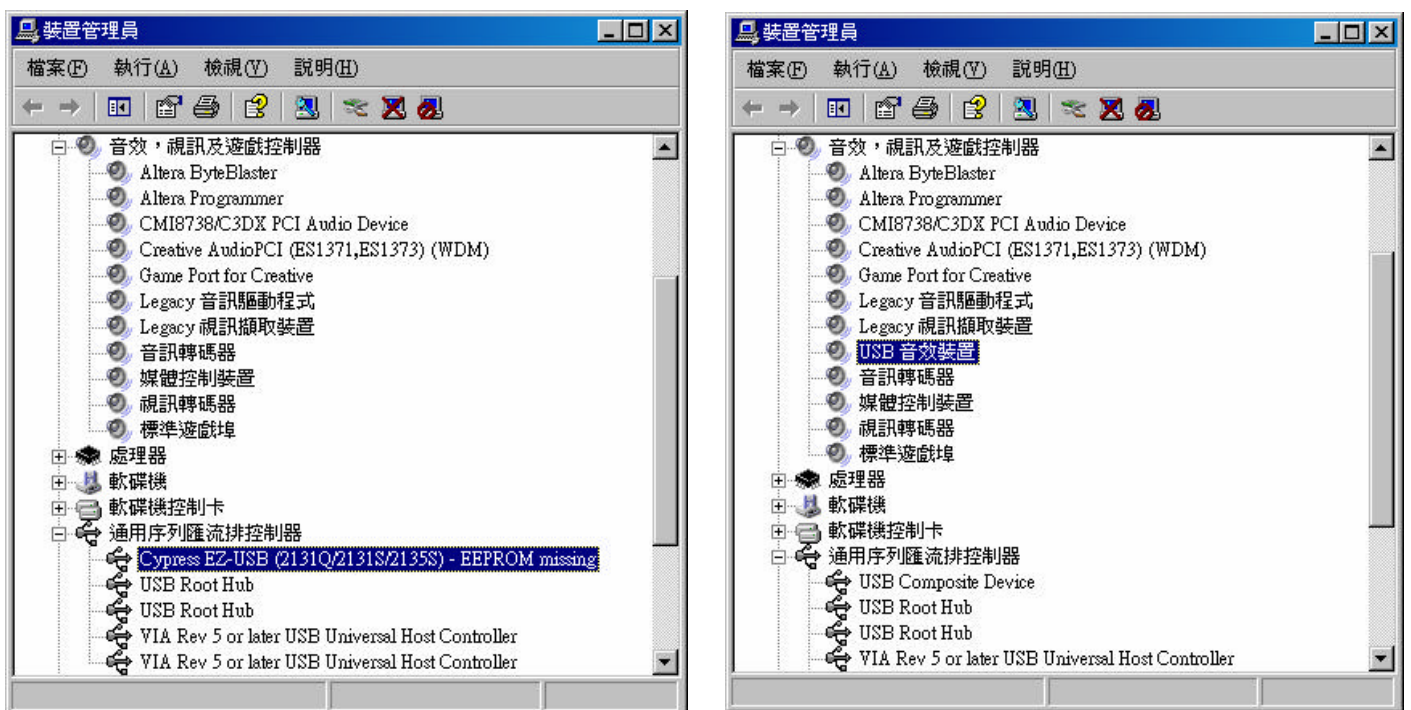 裝置管理員
檔案(F) 執行(A) 檢視(V) 說明(H)
音效，視訊及遊戲控制器
Altera ByteBlaster
Altera Programmer
CMI8738/C3DX PCI Audio Device
Creative AudioPCI (ES1371,ES1373) (WDM)
Game Port for Creative
Legacy 音訊驅動程式
Legacy 視訊擷取裝置
音訊轉碼器
媒體控制裝置
視訊轉碼器
標準遊戲埠
處理器
軟碟機
軟碟機控制卡
通用序列匯流排控制器
Cypress EZ-USB (2131Q/2131S/2135S) - EEPROM missing
USB Root Hub
USB Root Hub
VIA Rev 5 or later USB Universal Host Controller
VIA Rev 5 or later USB Universal Host Controller
裝置管理員
檔案(F) 執行(A) 檢視(V) 說明(H)
音效，視訊及遊戲控制器
Altera ByteBlaster
Altera Programmer
CMI8738/C3DX PCI Audio Device
Creative AudioPCI (ES1371,ES1373) (WDM)
Game Port for Creative
Legacy 音訊驅動程式
Legacy 視訊擷取裝置
USB 音效裝置
音訊轉碼器
媒體控制裝置
視訊轉碼器
標準遊戲埠
處理器
軟碟機
軟碟機控制卡
通用序列匯流排控制器
USB Composite Device
USB Root Hub
USB Root Hub
VIA Rev 5 or later USB Universal Host Controller